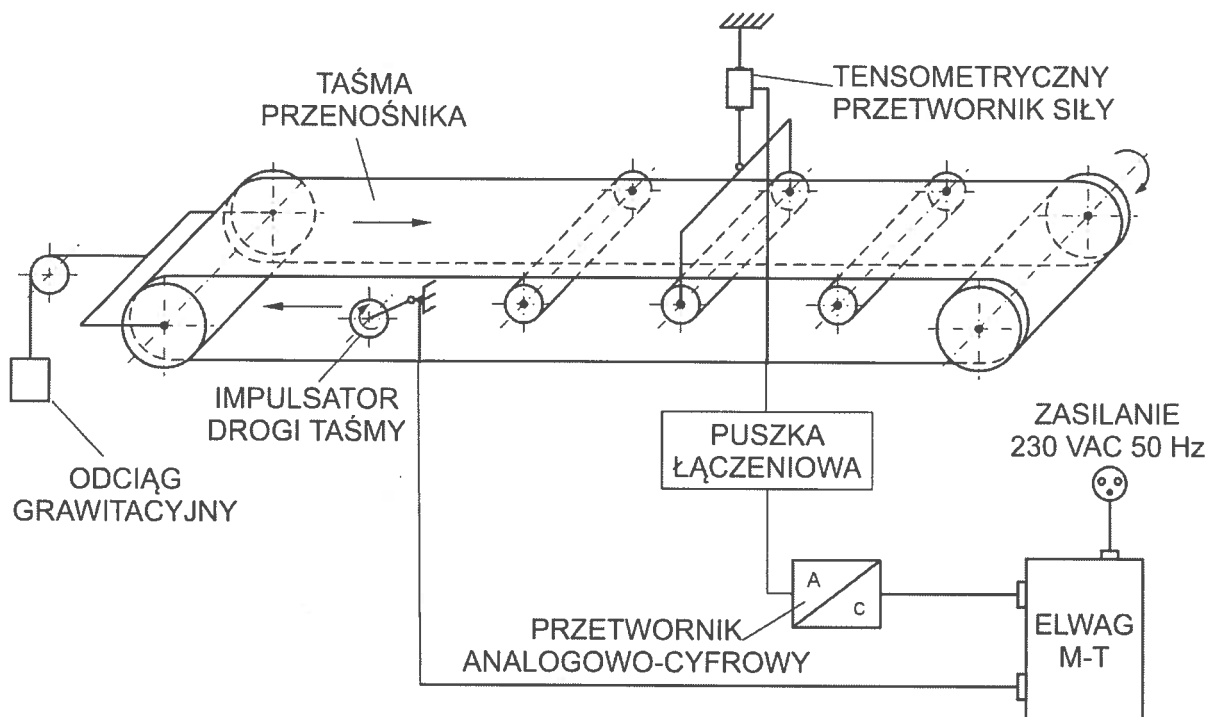 TAŚMA
PRZENOŚNIKA
TENSOMETRYCZNY
PRZETWORNIK SIŁY
IMPULSATOR
DROGI TAŚMY
ODCIĄG
GRAWITACYJNY
PUSZKA
ŁĄCZENIOWA
ZASILANIE
230 VAC 50 Hz
A
C
PRZETWORNIK
ANALOGOWO-CYFROWY
ELWAG
M-T